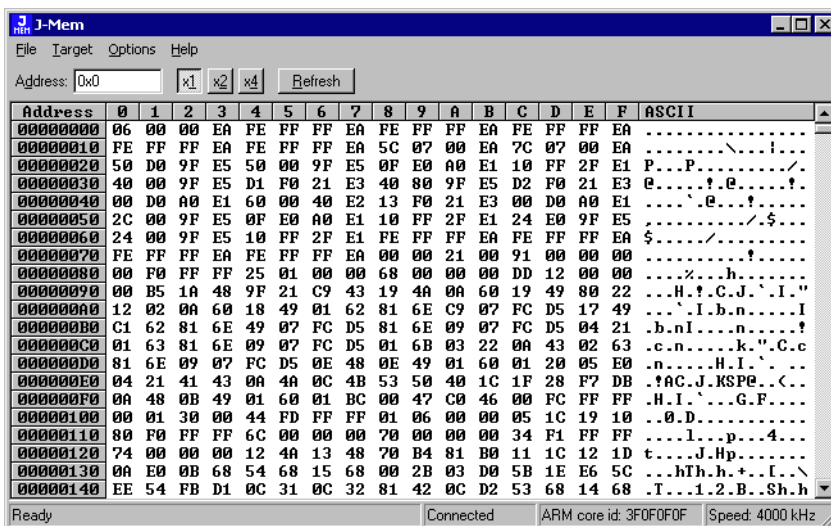 J-Mem
File Target Options Help
Address: 0x0 x1 x2 x4 Refresh
Address 0 1 2 3 4 5 6 7 8 9 A B C D E F ASCII
00000000 06 00 00 EA FE FF FF EA FE FF FF EA FE FF FF EA ................
00000010 FE FF FF EA FE FF FF EA 5C 07 00 EA 7C 07 00 EA ........\...|...
00000020 50 D0 9F E5 50 00 9F E5 0F E0 A0 E1 10 FF 2F E1 P...P........./.
00000030 40 00 9F E5 D1 F0 21 E3 40 80 9F E5 D2 F0 21 E3 @.....!.@.....!.
00000040 00 D0 A0 E1 60 00 40 E2 13 F0 21 E3 00 D0 A0 E1 ....`.@...!.....
00000050 2C 00 9F E5 0F E0 A0 E1 10 FF 2F E1 24 E0 9F E5 ,........./.$...
00000060 24 00 9F E5 10 FF 2F E1 FE FF FF EA FE FF FF EA $...../.........
00000070 FE FF FF EA FE FF FF EA 00 00 21 00 91 00 00 00 ..........!.....
00000080 00 F0 FF FF 25 01 00 00 68 00 00 00 DD 12 00 00 ....%...h.......
00000090 00 B5 1A 48 9F 21 C9 43 19 4A 0A 60 19 49 80 22 ...H.!.C.J.`.I."
000000A0 12 02 0A 60 18 49 01 62 81 6E C9 07 FC D5 17 49 ...`.I.b.n.....I
000000B0 C1 62 81 6E 49 07 FC D5 81 6E 09 07 FC D5 04 21 .b.nI....n.....!
000000C0 01 63 81 6E 09 07 FC D5 01 6B 03 22 0A 43 02 63 .c.n.....k.".C.c
000000D0 81 6E 09 07 FC D5 0E 48 0E 49 01 60 01 20 05 E0 .n.....H.I.`. ..
000000E0 04 21 41 43 0A 4A 0C 4B 53 50 40 1C 1F 28 F7 DB .!AC.J.KSP@..(..
000000F0 0A 48 0B 49 01 60 01 BC 00 47 C0 46 00 FC FF FF .H.I.`...G.F....
00000100 00 01 30 00 44 FD FF FF 01 06 00 00 05 1C 19 10 ..0.D...........
00000110 80 F0 FF FF 6C 00 00 00 70 00 00 00 34 F1 FF FF ....l...p...4...
00000120 74 00 00 00 12 4A 13 48 70 B4 81 B0 11 1C 12 1D t....J.Hp.......
00000130 0A E0 0B 68 54 68 15 68 00 2B 03 D0 5B 1E E6 5C ...hTh.h.+..[..\
00000140 EE 54 FB D1 0C 31 0C 32 81 42 0C D2 53 68 14 68 .T...1.2.B..Sh.h
Ready Connected ARM core id: 3F0F0F0F Speed: 4000 kHz